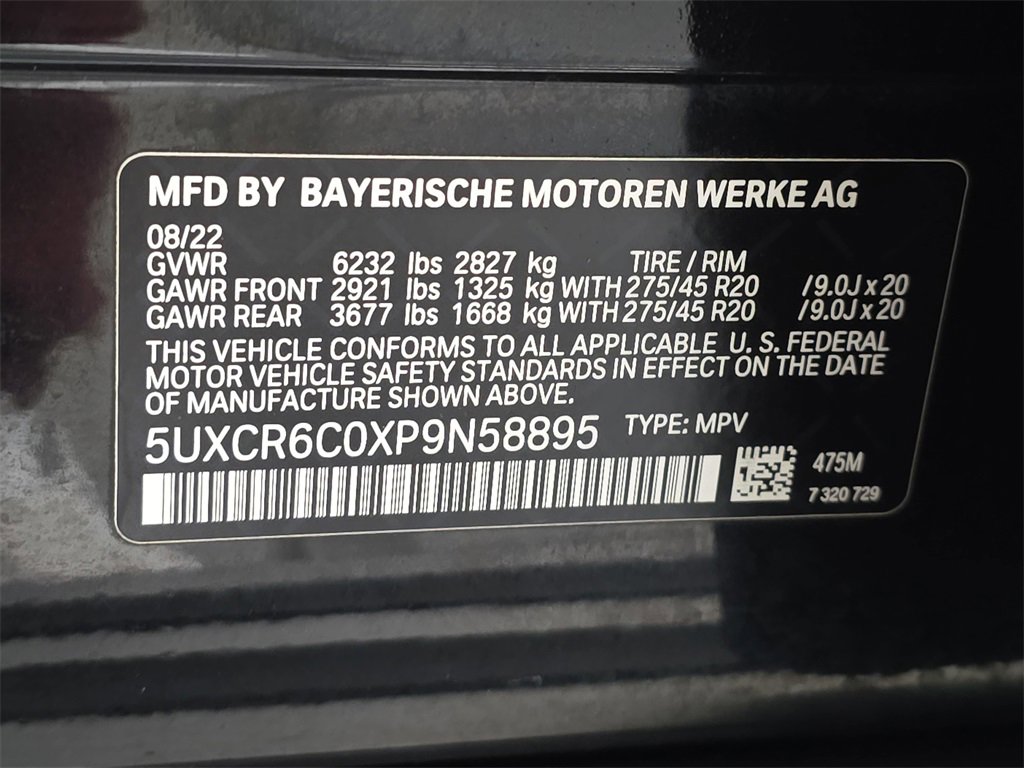 MFD BY BAYERISCHE MOTOREN WERKE AG
08/22
GVWR 6232 lbs 2827 kg TIRE / RIM
GAWR FRONT 2921 lbs 1325 kg WITH 275/45 R20 /9.0J x 20
GAWR REAR 3677 lbs 1668 kg WITH 275/45 R20 /9.0J x 20
THIS VEHICLE CONFORMS TO ALL APPLICABLE U. S. FEDERAL
MOTOR VEHICLE SAFETY STANDARDS IN EFFECT ON THE DATE
OF MANUFACTURE SHOWN ABOVE.
5UXCR6C0XP9N58895 TYPE: MPV
475M
7 320 729